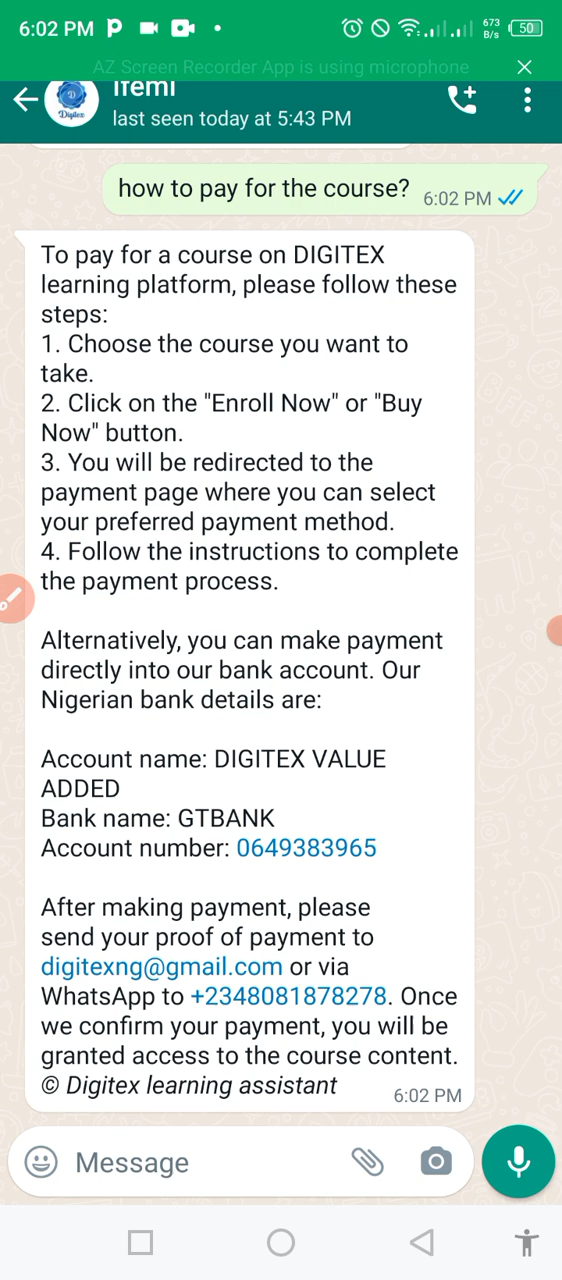 6:02 PM
673
B/s
50
AZ Screen Recorder App is using microphone
Ifemi
Digitex
last seen today at 5:43 PM
how to pay for the course?
6:02 PM
To pay for a course on DIGITEX
learning platform, please follow these
steps:
1. Choose the course you want to
take.
2. Click on the "Enroll Now" or "Buy
Now" button.
3. You will be redirected to the
payment page where you can select
your preferred payment method.
4. Follow the instructions to complete
the payment process.
Alternatively, you can make payment
directly into our bank account. Our
Nigerian bank details are:
Account name: DIGITEX VALUE
ADDED
Bank name: GTBANK
Account number: 0649383965
After making payment, please
send your proof of payment to
digitexng@gmail.com or via
WhatsApp to +2348081878278. Once
we confirm your payment, you will be
granted access to the course content.
© Digitex learning assistant
6:02 PM
Message